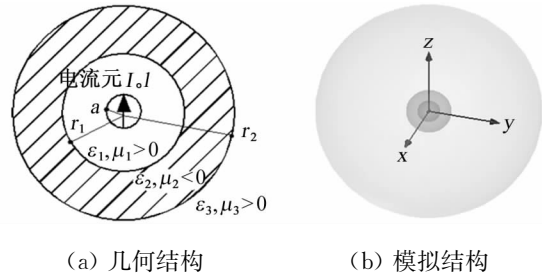 电流元 I₀l
a
r₁
r₂
ε₁,μ₁>0
ε₂,μ₂<0
ε₃,μ₃>0
z
y
x
(a) 几何结构
(b) 模拟结构